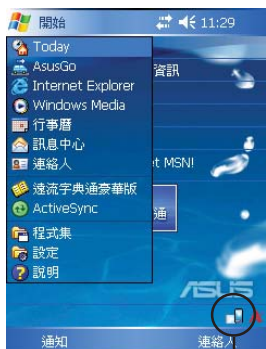 開始 11:29
Today
AsusGo
Internet Explorer
Windows Media
行事曆
訊息中心
連絡人
遠流字典通豪華版
ActiveSync
程式集
設定
說明
資訊
et MSN!
通
ASUS
通知 連絡人